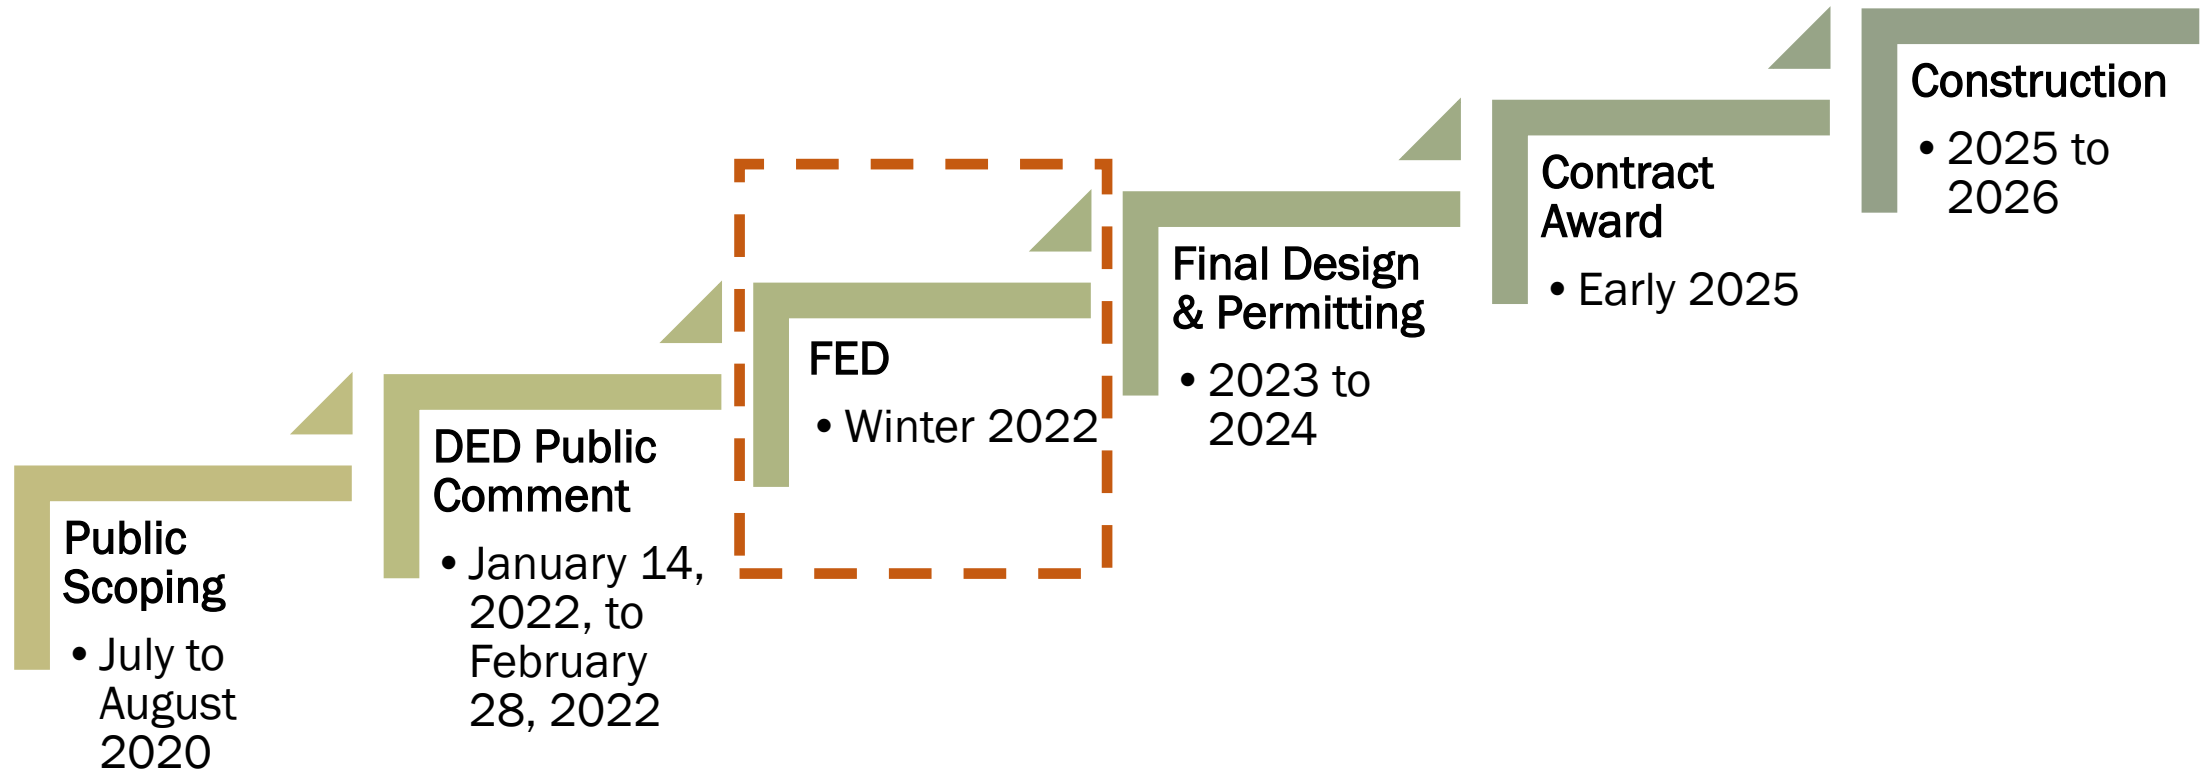 Public
Scoping
• July to
August
2020
DED Public
Comment
• January 14,
2022, to
February
28, 2022
FED
• Winter 2022
Final Design
& Permitting
• 2023 to
2024
Contract
Award
• Early 2025
Construction
• 2025 to
2026